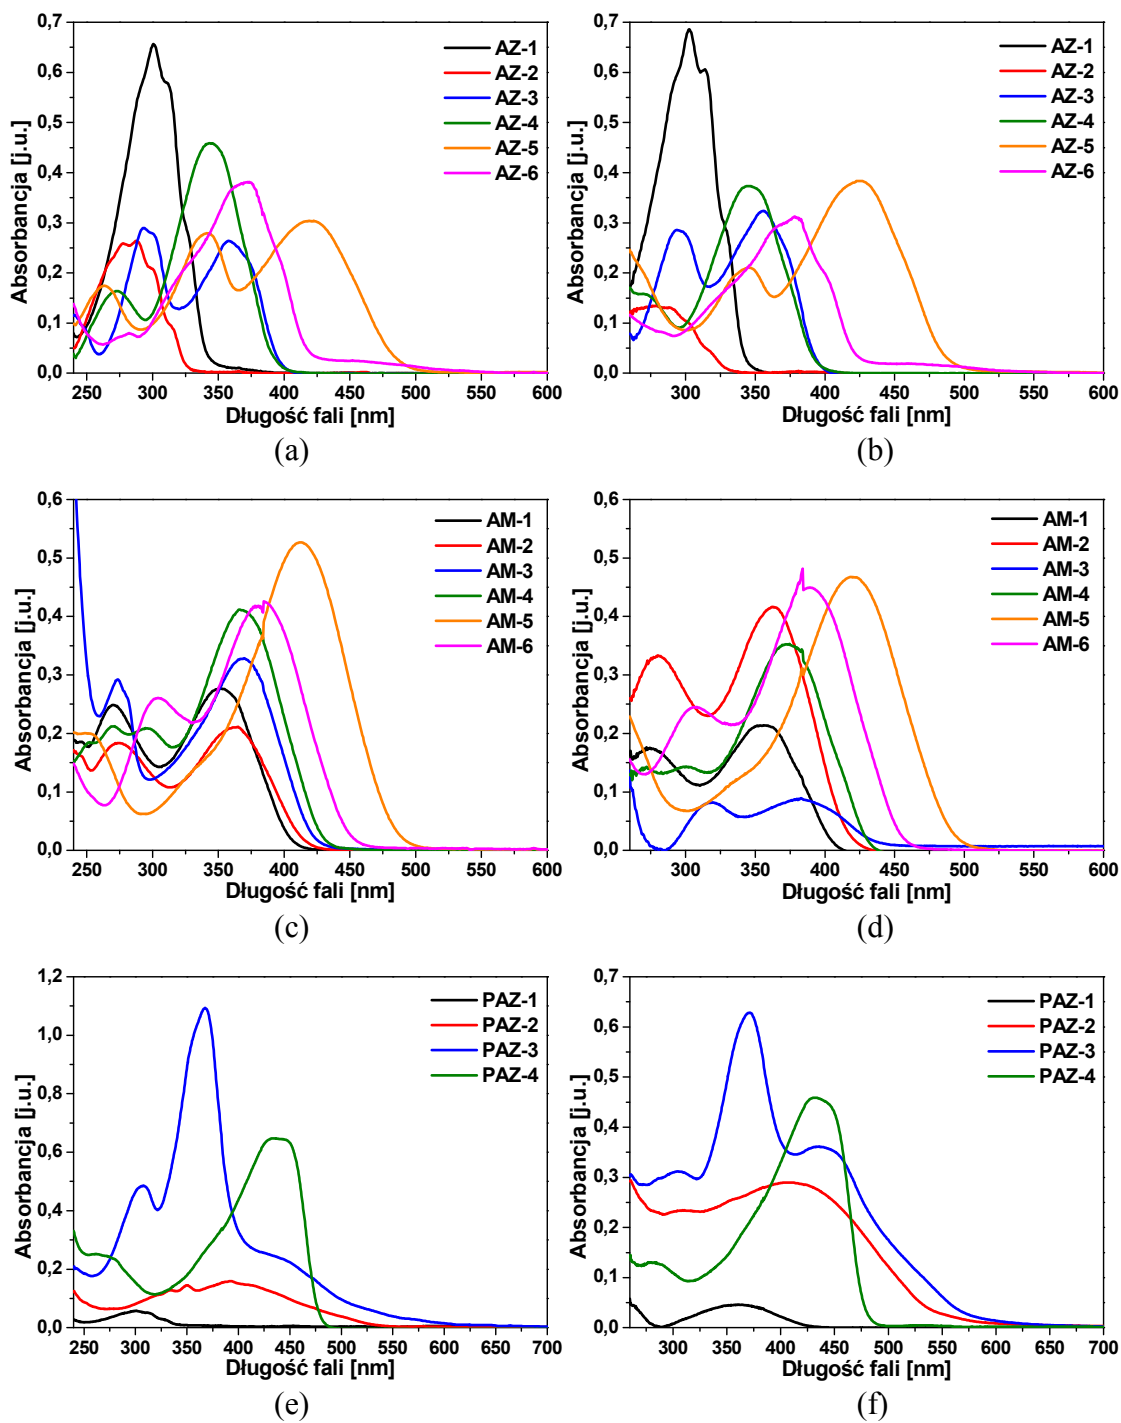 0,7
0,6
0,5
0,4
0,3
0,2
0,1
0,0
250 300 350 400 450 500 550 600
Absorbancja [j.u.]
Długość fali [nm]
AZ-1
AZ-2
AZ-3
AZ-4
AZ-5
AZ-6
(a)
0,7
0,6
0,5
0,4
0,3
0,2
0,1
0,0
300 350 400 450 500 550 600
Absorbancja [j.u.]
Długość fali [nm]
AZ-1
AZ-2
AZ-3
AZ-4
AZ-5
AZ-6
(b)
0,6
0,5
0,4
0,3
0,2
0,1
0,0
250 300 350 400 450 500 550 600
Absorbancja [j.u.]
Długość fali [nm]
AM-1
AM-2
AM-3
AM-4
AM-5
AM-6
(c)
0,6
0,5
0,4
0,3
0,2
0,1
0,0
300 350 400 450 500 550 600
Absorbancja [j.u.]
Długość fali [nm]
AM-1
AM-2
AM-3
AM-4
AM-5
AM-6
(d)
1,2
1,0
0,8
0,6
0,4
0,2
0,0
250 300 350 400 450 500 550 600 650 700
Absorbancja [j.u.]
Długość fali [nm]
PAZ-1
PAZ-2
PAZ-3
PAZ-4
(e)
0,7
0,6
0,5
0,4
0,3
0,2
0,1
0,0
300 350 400 450 500 550 600 650 700
Absorbancja [j.u.]
Długość fali [nm]
PAZ-1
PAZ-2
PAZ-3
PAZ-4
(f)